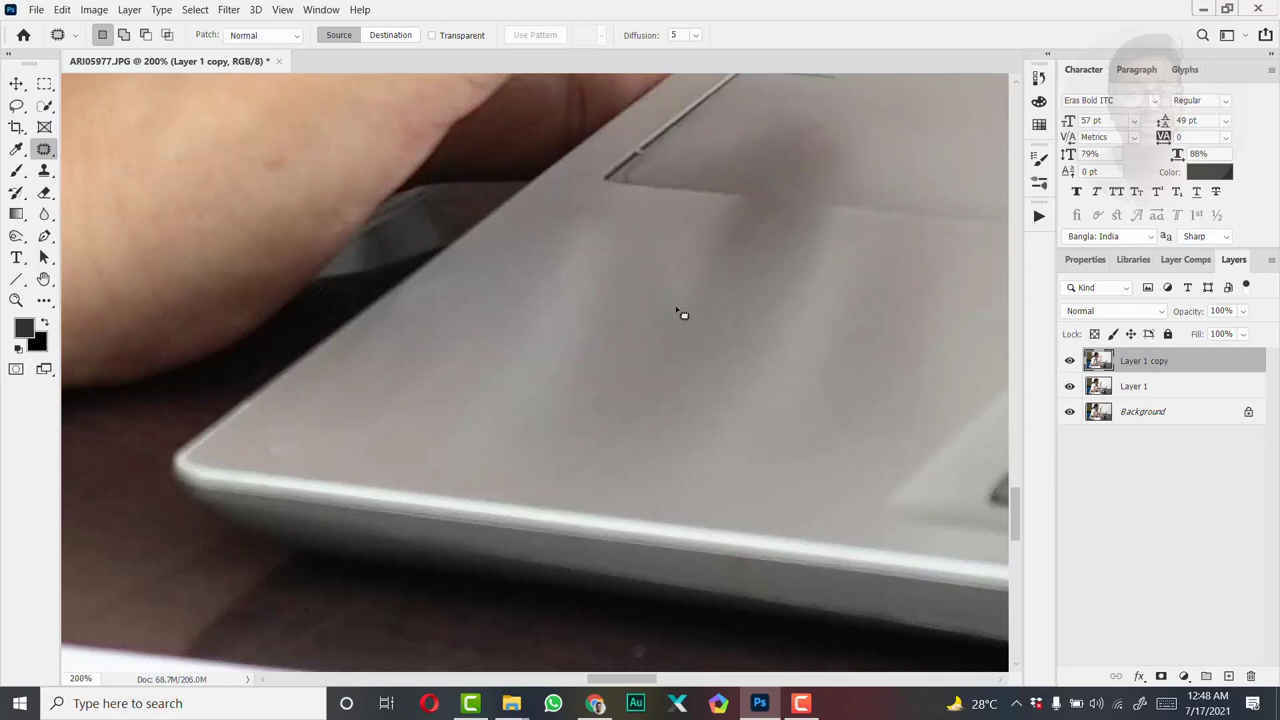 Ps File Edit Image Layer Type Select Filter 3D View Window Help
Patch: Normal Source Destination Transparent Use Pattern Diffusion: 5
ARI05977.JPG @ 200% (Layer 1 copy, RGB/8) *
Character Paragraph Glyphs
Eras Bold ITC Regular
57 pt 49 pt
Metrics 0
79% 88%
0 pt Color:
Bangla: India Sharp
Properties Libraries Layer Comps Layers
Kind
Normal Opacity: 100%
Lock: Fill: 100%
Layer 1 copy
Layer 1
Background
200% Doc: 68.7M/206.0M
Type here to search Au Ps 28°C 12:48 AM
7/17/2021